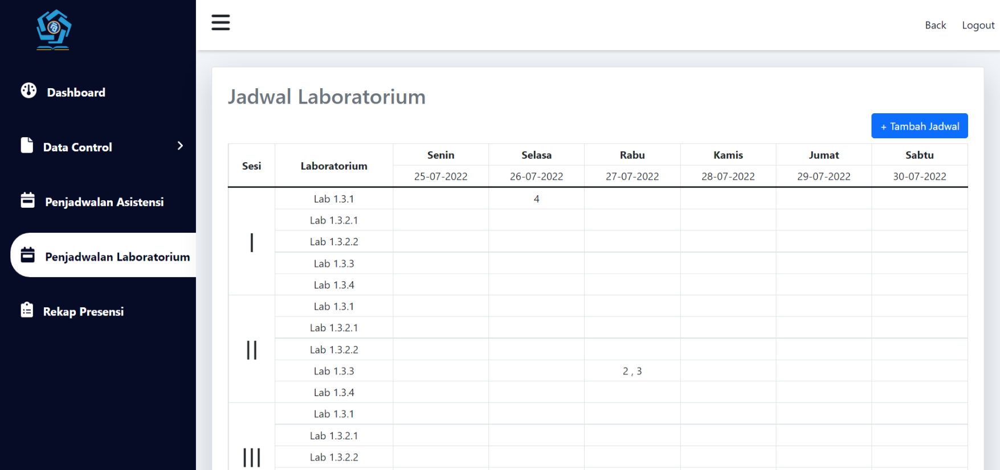 Back Logout
Dashboard
Data Control
Penjadwalan Asistensi
Penjadwalan Laboratorium
Rekap Presensi
Jadwal Laboratorium
+ Tambah Jadwal
Sesi Laboratorium Senin Selasa Rabu Kamis Jumat Sabtu
25-07-2022 26-07-2022 27-07-2022 28-07-2022 29-07-2022 30-07-2022
I
Lab 1.3.1 4
Lab 1.3.2.1
Lab 1.3.2.2
Lab 1.3.3
Lab 1.3.4
II
Lab 1.3.1
Lab 1.3.2.1
Lab 1.3.2.2
Lab 1.3.3 2 , 3
Lab 1.3.4
III
Lab 1.3.1
Lab 1.3.2.1
Lab 1.3.2.2